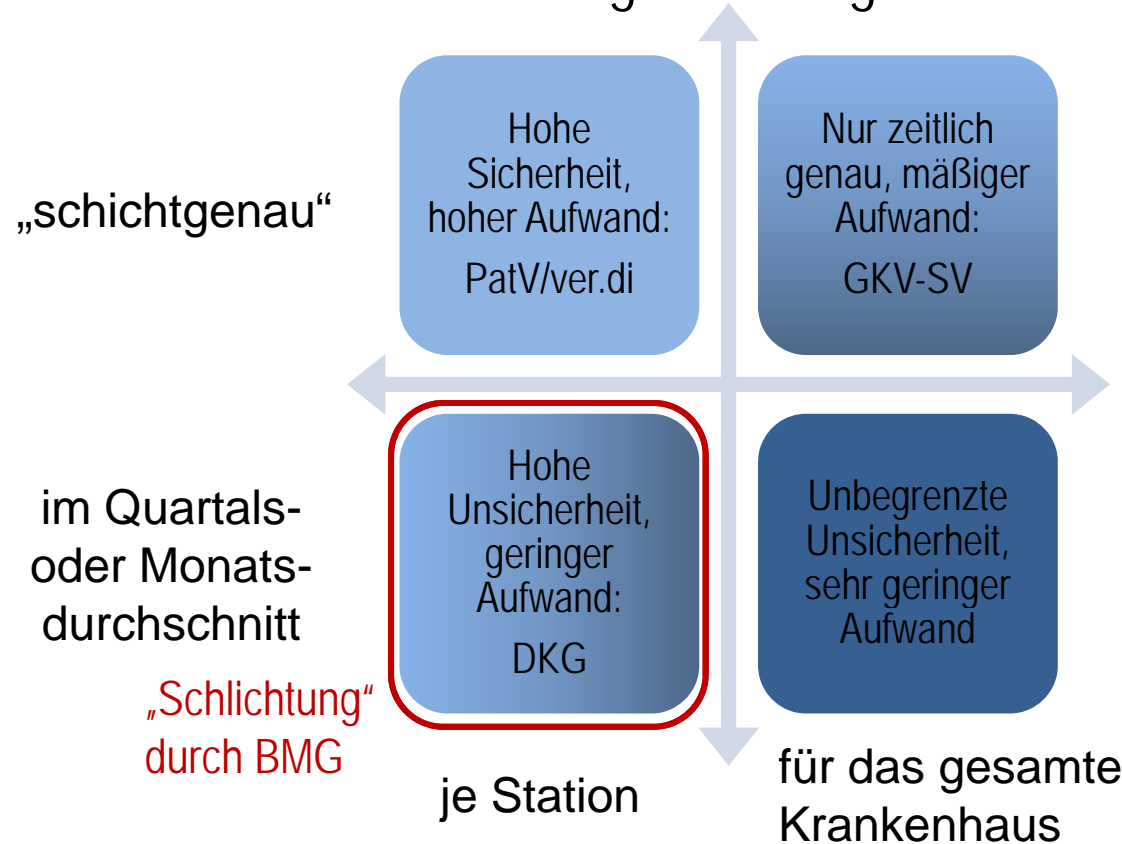 „schichtgenau“
Hohe
Sicherheit,
hoher Aufwand:
PatV/ver.di
Nur zeitlich
genau, mäßiger
Aufwand:
GKV-SV
im Quartals-
oder Monats-
durchschnitt
Hohe
Unsicherheit,
geringer
Aufwand:
DKG
Unbegrenzte
Unsicherheit,
sehr geringer
Aufwand
„Schlichtung“
durch BMG
je Station
für das gesamte
Krankenhaus